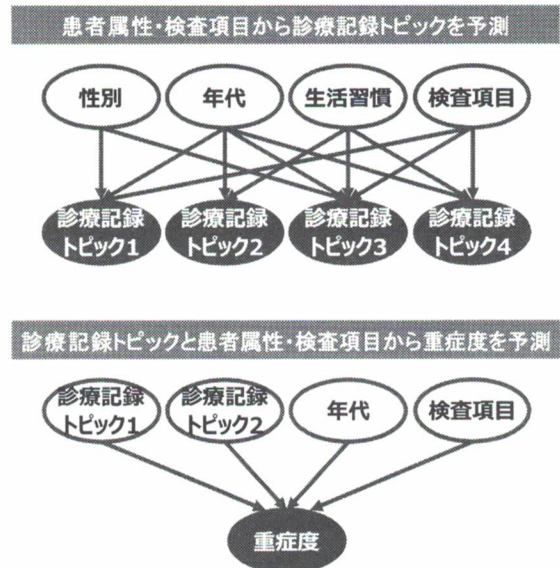 患者属性・検査項目から診療記録トピックを予測
性別 年代 生活習慣 検査項目
診療記録 診療記録 診療記録 診療記録
トピック1 トピック2 トピック3 トピック4
診療記録トピックと患者属性・検査項目から重症度を予測
診療記録 診療記録 年代 検査項目
トピック1 トピック2
重症度